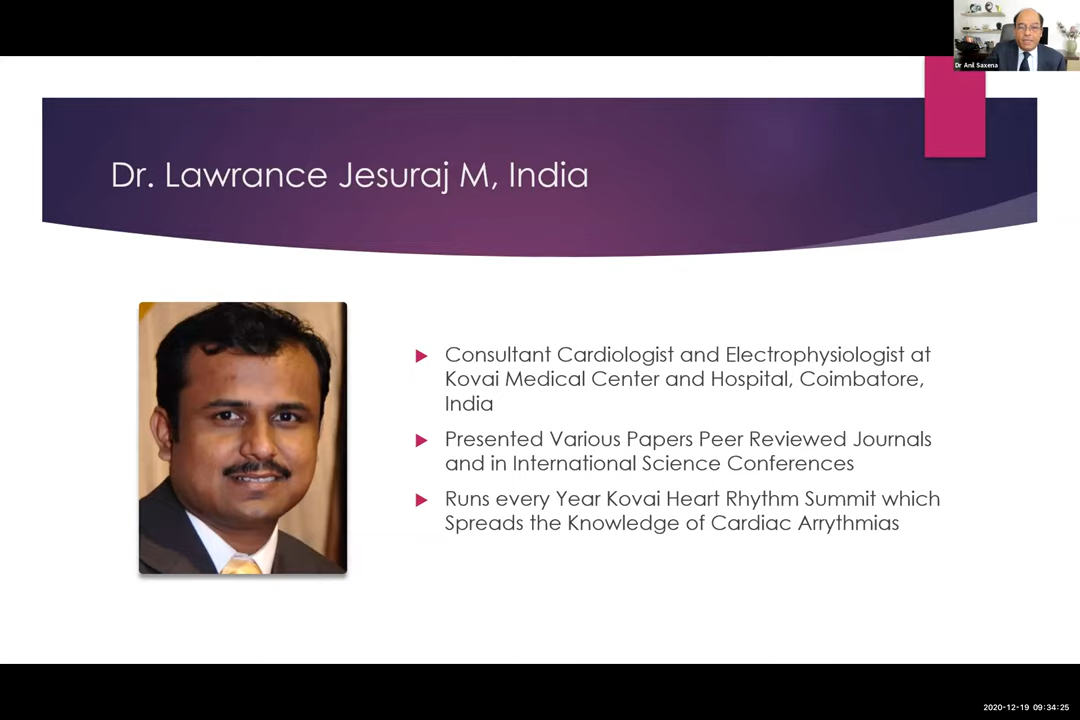 Dr Anil Saxena
Dr. Lawrance Jesuraj M, India
Consultant Cardiologist and Electrophysiologist at
Kovai Medical Center and Hospital, Coimbatore,
India
Presented Various Papers Peer Reviewed Journals
and in International Science Conferences
Runs every Year Kovai Heart Rhythm Summit which
Spreads the Knowledge of Cardiac Arrythmias
2020-12-19 09:34:25